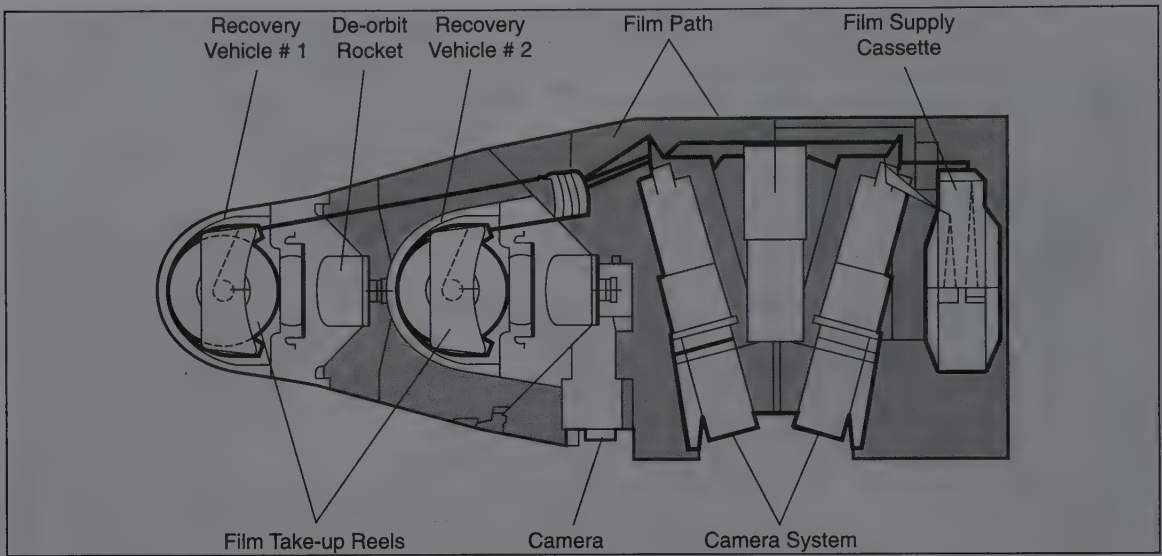 Recovery
Vehicle # 1
De-orbit
Rocket
Recovery
Vehicle # 2
Film Path
Film Supply
Cassette
Film Take-up Reels
Camera
Camera System